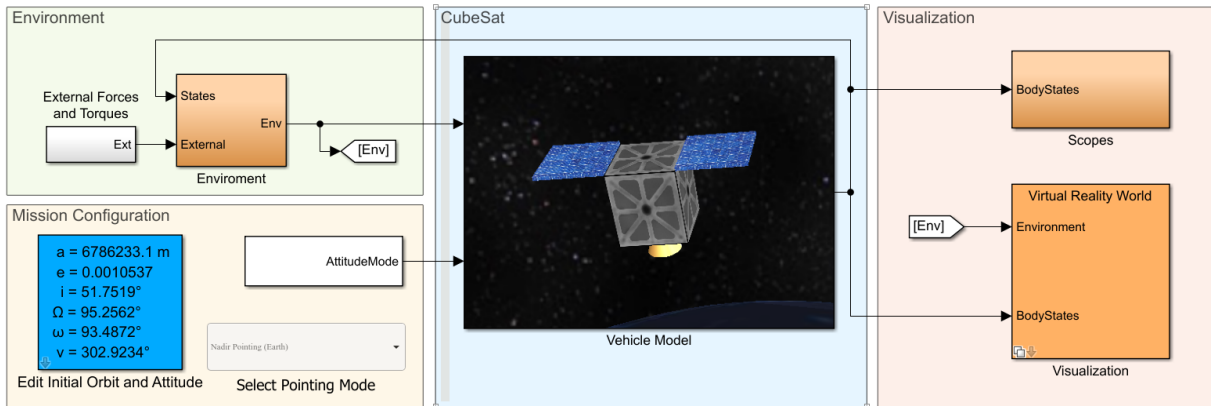 Environment
External Forces
and Torques
Ext
States
External
Env
[Env]
Enviroment
Mission Configuration
a = 6786233.1 m
e = 0.0010537
i = 51.7519°
Ω = 95.2562°
ω = 93.4872°
v = 302.9234°
Edit Initial Orbit and Attitude
AttitudeMode
Nadir Pointing (Earth)
Select Pointing Mode
CubeSat
Vehicle Model
Visualization
BodyStates
Scopes
Virtual Reality World
[Env]
Environment
BodyStates
Visualization